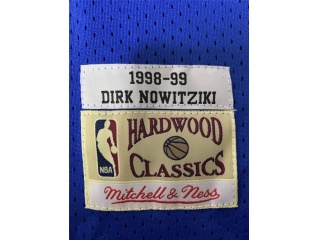 1998-99
DIRK NOWITZIKI
NBA
HARDWOOD
CLASSICS
Mitchell & Ness